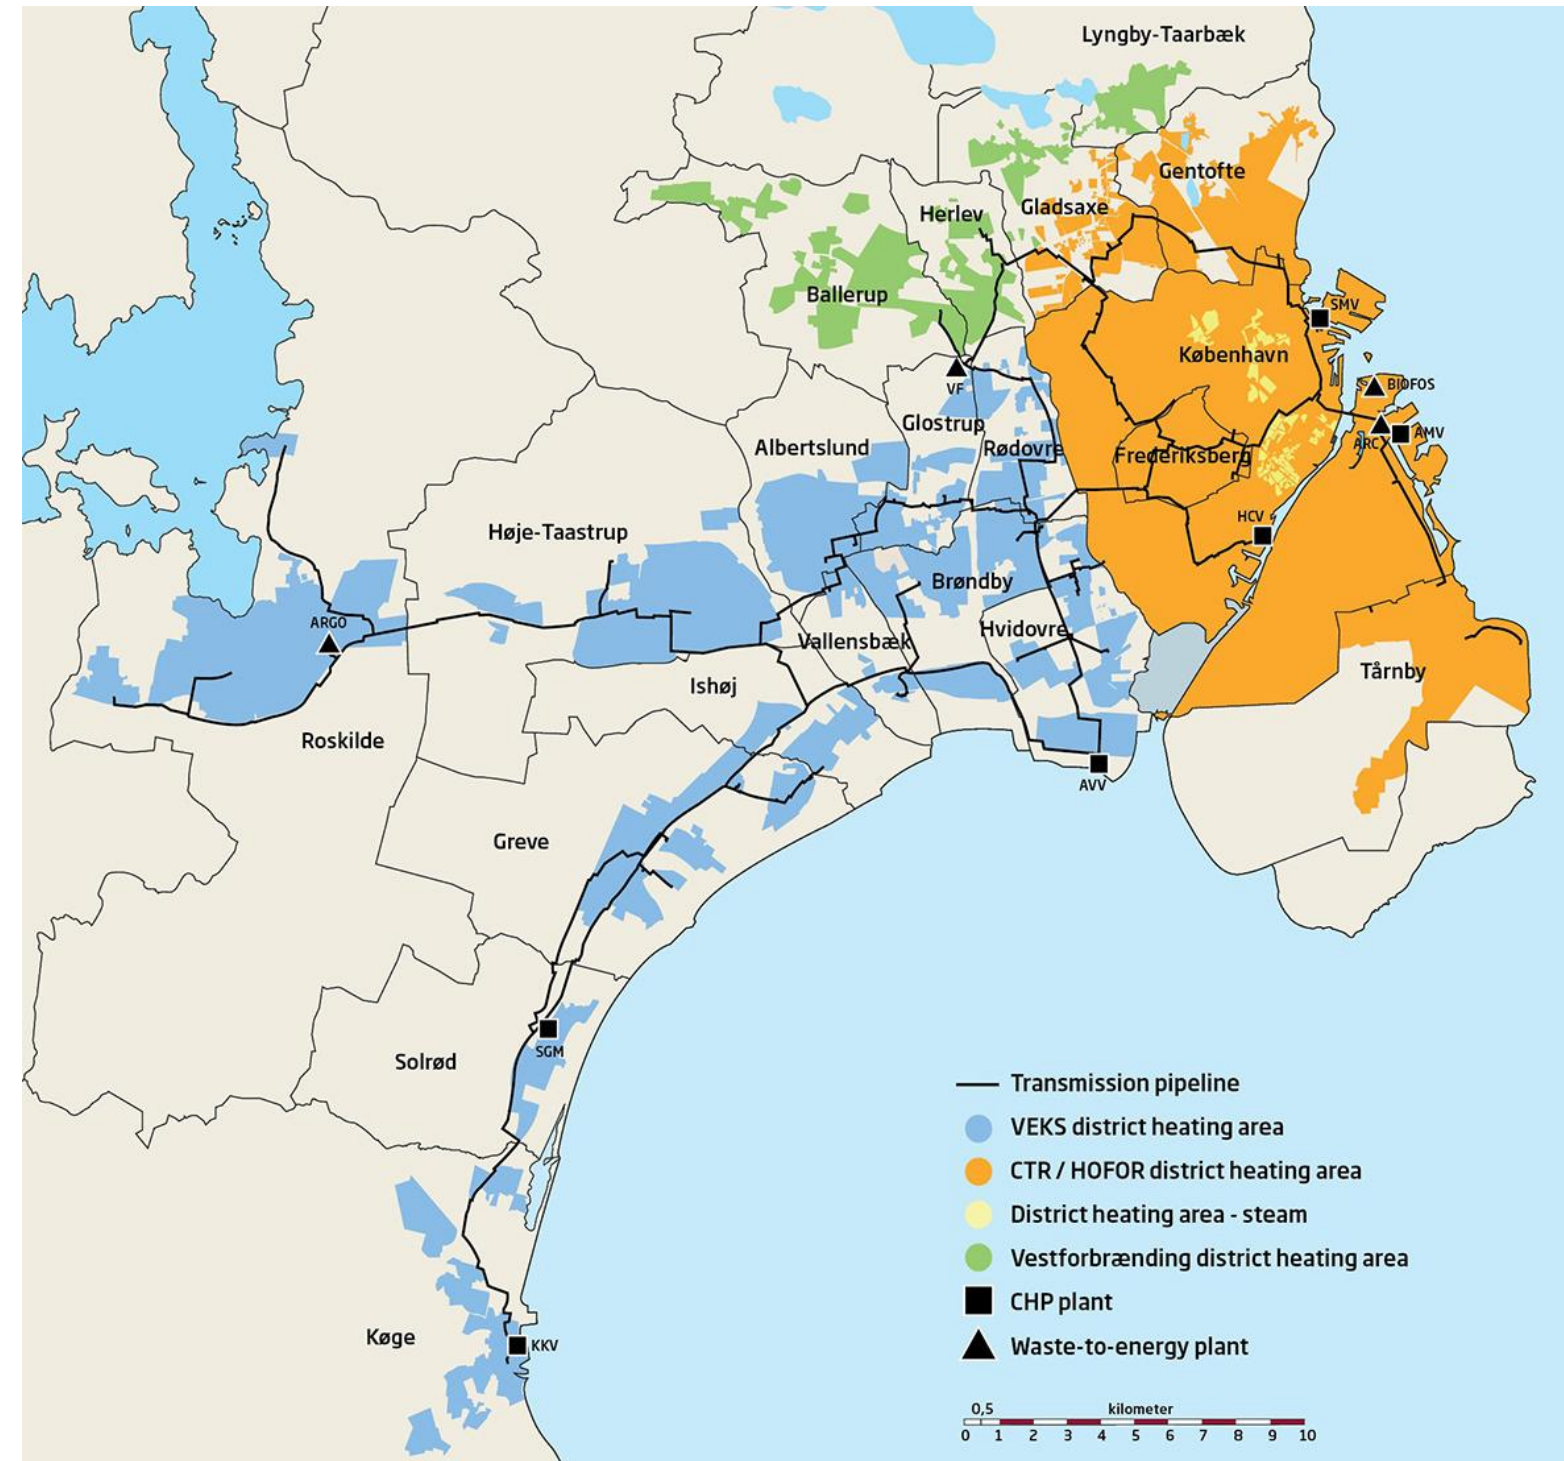 Lyngby-Taarbæk
Gentofte
Gladsaxe
Herlev
Ballerup
SMV
København
BIOFOS
VF
Glostrup
AMV
ARC
Albertslund
Rødovre
Frederiksberg
HCV
Høje-Taastrup
Brøndby
ARGO
Hvidovre
Vallensbæk
Tårnby
Ishøj
Roskilde
AVV
Greve
SGM
Solrød
Køge
KKV
Transmission pipeline
VEKS district heating area
CTR / HOFOR district heating area
District heating area - steam
Vestforbrænding district heating area
CHP plant
Waste-to-energy plant
0,5 kilometer
0 1 2 3 4 5 6 7 8 9 10